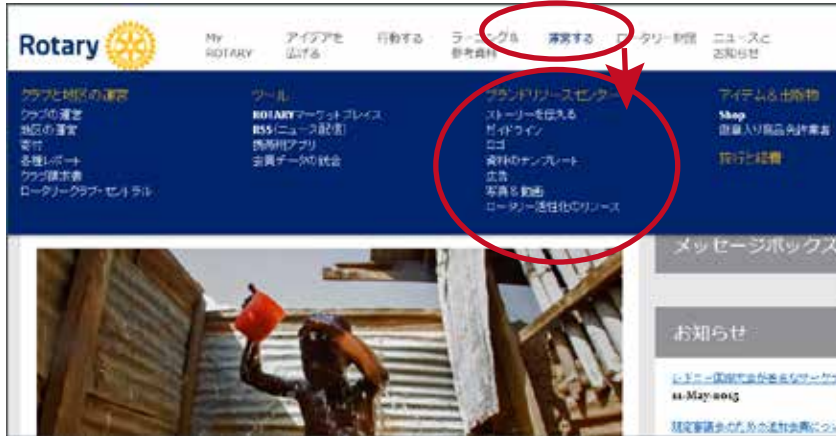 Rotary
My
ROTARY
アイデアを
広げる
行動する
ラーニング&
参考資料
運営する
ロータリー財団
ニュースと
お知らせ
クラブと地区の運営
クラブの運営
地区の運営
寄付
各種レポート
クラブ請求書
ロータリークラブ・セントラル
ツール
ROTARYマーケットプレイス
RSS(ニュース配信)
携帯用アプリ
会員データの統合
ブランドリソースセンター
ストーリーを伝える
ガイドライン
ロゴ
資料のテンプレート
広告
写真&動画
ロータリー活性化のリソース
アイテム&出版物
Shop
徽章入り商品免許業者
旅行と経費
メッセージボックス
お知らせ
11-May-2015